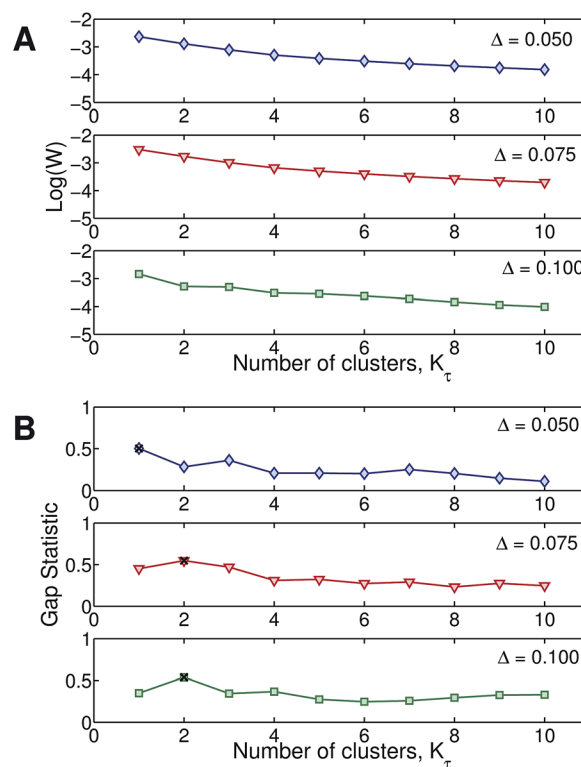 A
−2
−3
−4
−5
Δ = 0.050
0 2 4 6 8 10
Log(W)
−2
−3
−4
−5
Δ = 0.075
0 2 4 6 8 10
−2
−3
−4
−5
Δ = 0.100
0 2 4 6 8 10
Number of clusters, K_τ
B
1
0.5
0
Δ = 0.050
0 2 4 6 8 10
Gap Statistic
1
0.5
0
Δ = 0.075
0 2 4 6 8 10
1
0.5
0
Δ = 0.100
0 2 4 6 8 10
Number of clusters, K_τ